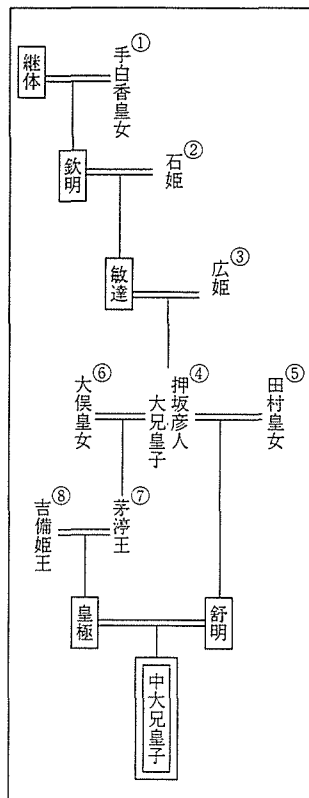 ①
手白香皇女
継体
②
石姫
欽明
③
広姫
敏達
⑤
田村皇女
④
押坂彦人
大兄皇子
⑥
大俣皇女
⑦
茅渟王
⑧
吉備姫王
舒明
皇極
中大兄皇子